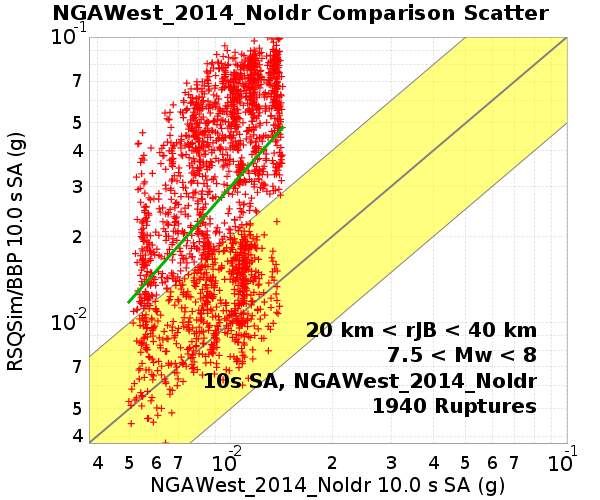 NGAWest_2014_NoIdr Comparison Scatter
RSQSim/BBP 10.0 s SA (g)
10-1
7
5
4
3
2
10-2
7
5
4
20 km < rJB < 40 km
7.5 < Mw < 8
10s SA, NGAWest_2014_NoIdr
1940 Ruptures
4 5 6 7 10-2 2 3 4 5 6 7 10-1
NGAWest_2014_NoIdr 10.0 s SA (g)